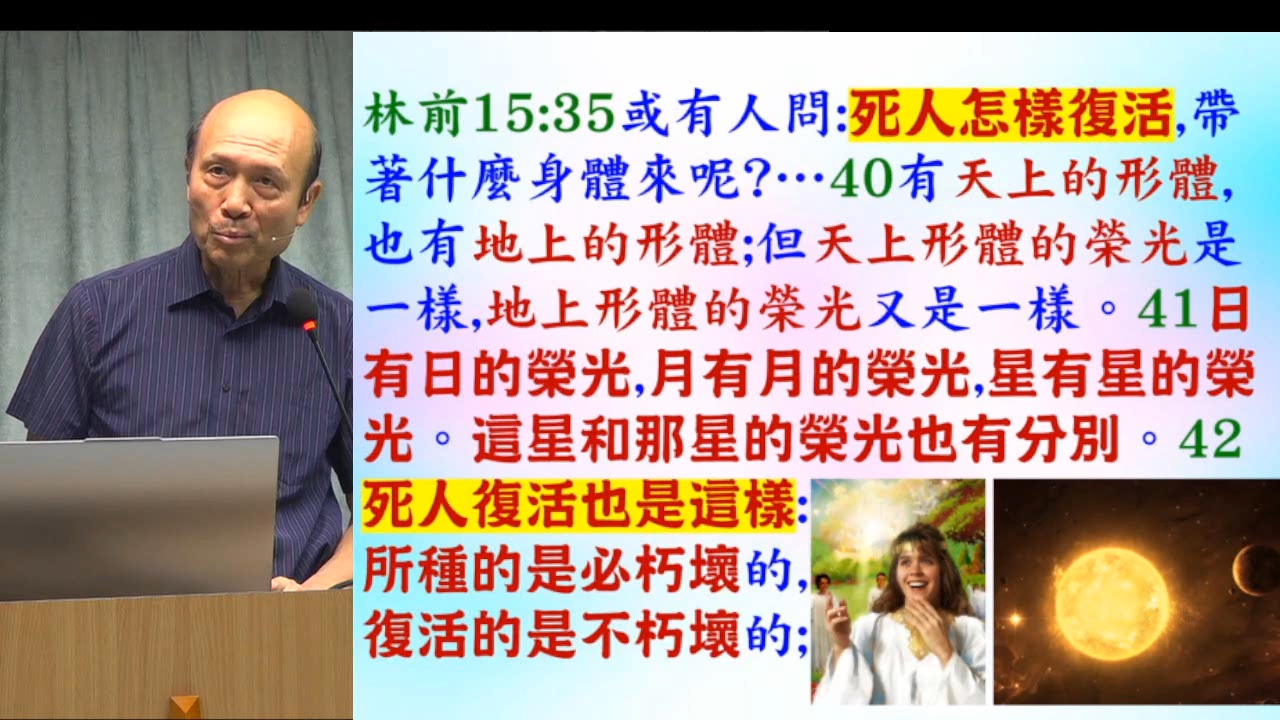 林前15:35或有人問:死人怎樣復活,帶
著什麼身體來呢?…40有天上的形體,
也有地上的形體;但天上形體的榮光是
一樣,地上形體的榮光又是一樣。41日
有日的榮光,月有月的榮光,星有星的榮
光。這星和那星的榮光也有分別。42
死人復活也是這樣:
所種的是必朽壞的,
復活的是不朽壞的;